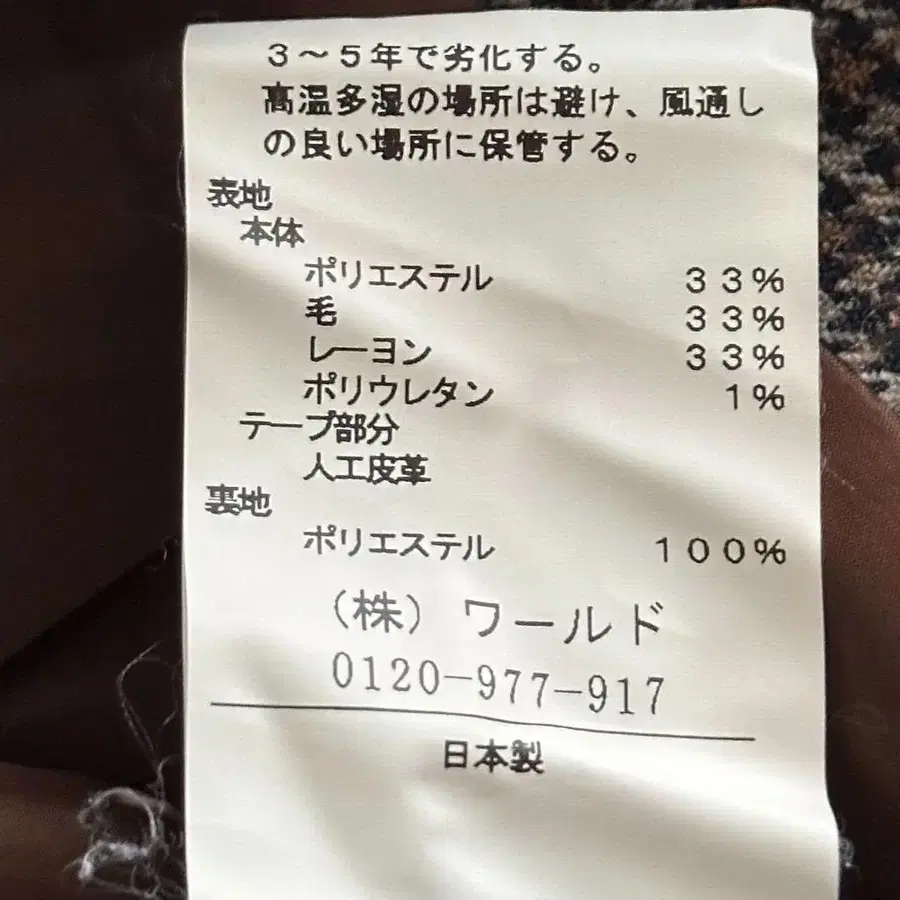 3～5年で劣化する。
高温多湿の場所は避け、風通し
の良い場所に保管する。
表地
本体
ポリエステル 33%
毛 33%
レーヨン 33%
ポリウレタン 1%
テープ部分
人工皮革
裏地
ポリエステル 100%
(株) ワールド
0120-977-917
日本製